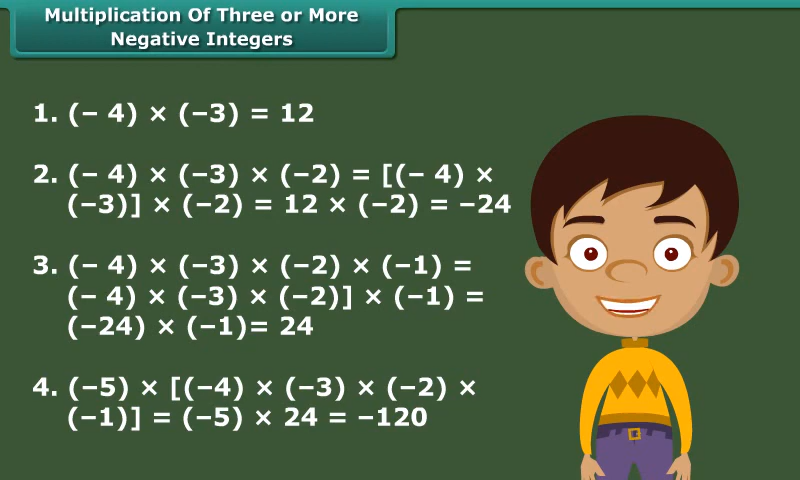 Multiplication Of Three or More
Negative Integers
1. (– 4) × (–3) = 12
2. (– 4) × (–3) × (–2) = [(– 4) ×
(–3)] × (–2) = 12 × (–2) = –24
3. (– 4) × (–3) × (–2) × (–1) =
(– 4) × (–3) × (–2)] × (–1) =
(–24) × (–1)= 24
4. (–5) × [(–4) × (–3) × (–2) ×
(–1)] = (–5) × 24 = –120